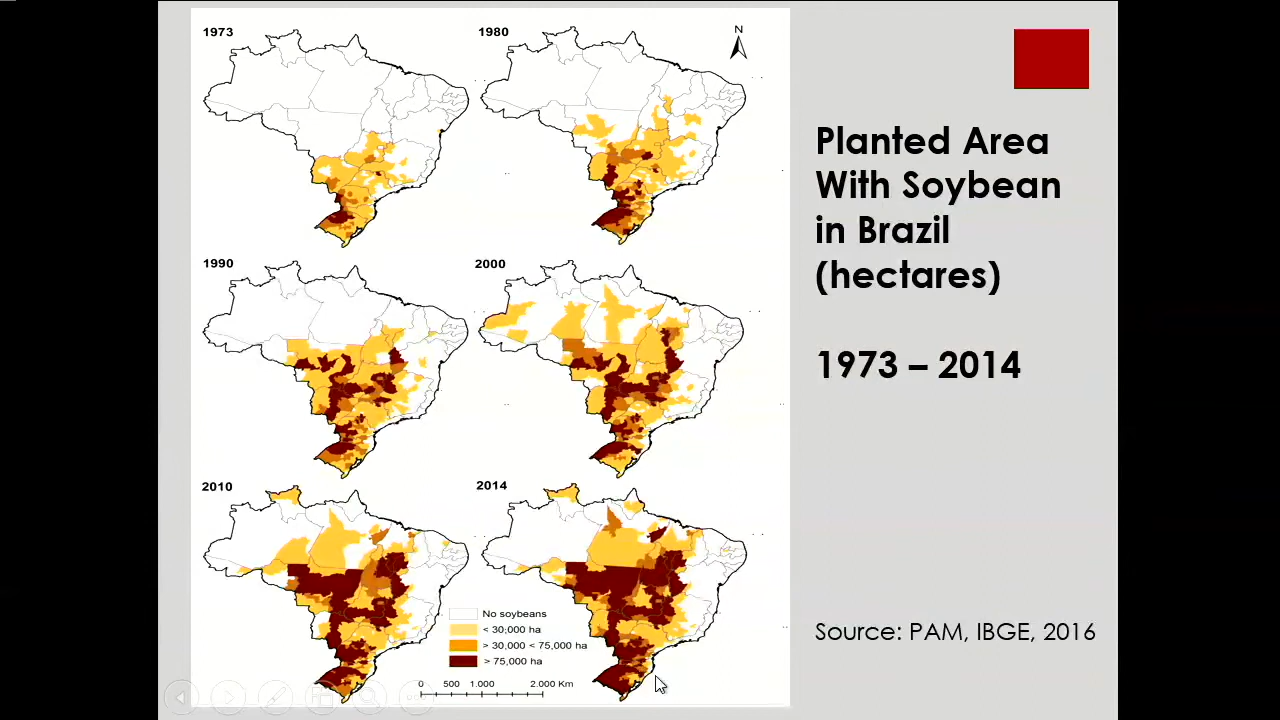 1973
1980
N
1990
2000
2010
2014
No soybeans
< 30;000 ha
> 30,000 < 75,000 ha
> 75,000 ha
0 500 1.000 2.000 Km
Planted Area
With Soybean
in Brazil
(hectares)
1973 – 2014
Source: PAM, IBGE, 2016